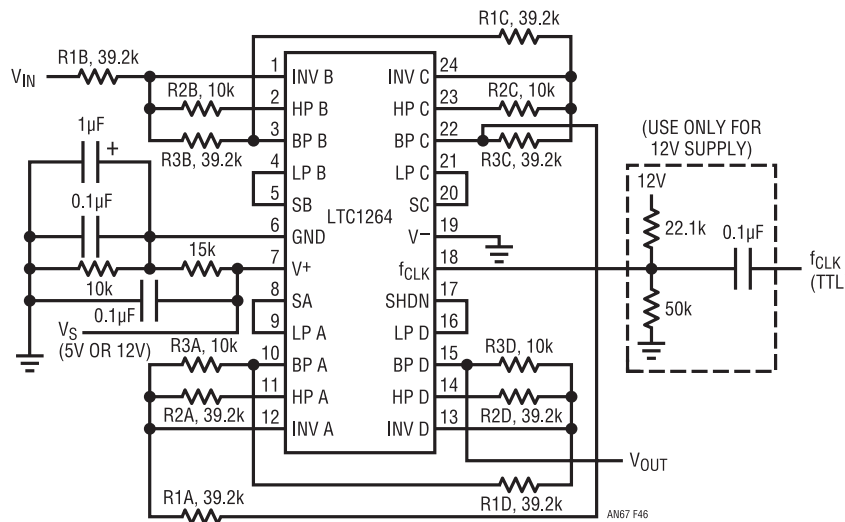 R1C, 39.2k
R1B, 39.2k
VIN
1
INV B
INV C
24
R2B, 10k
2
HP B
HP C
23
R2C, 10k
3
BP B
BP C
22
R3B, 39.2k
R3C, 39.2k
(USE ONLY FOR
12V SUPPLY)
1µF
+
4
LP B
LP C
21
12V
0.1µF
5
SB
SC
20
LTC1264
22.1k
0.1µF
6
GND
V–
19
15k
7
V+
fCLK
18
fCLK
(TTL
10k
8
SA
SHDN
17
50k
0.1µF
9
LP A
LP D
16
VS
(5V OR 12V)
R3A, 10k
10
BP A
BP D
15
R3D, 10k
11
HP A
HP D
14
R2A, 39.2k
R2D, 39.2k
12
INV A
INV D
13
VOUT
R1A, 39.2k
R1D, 39.2k
AN67 F46